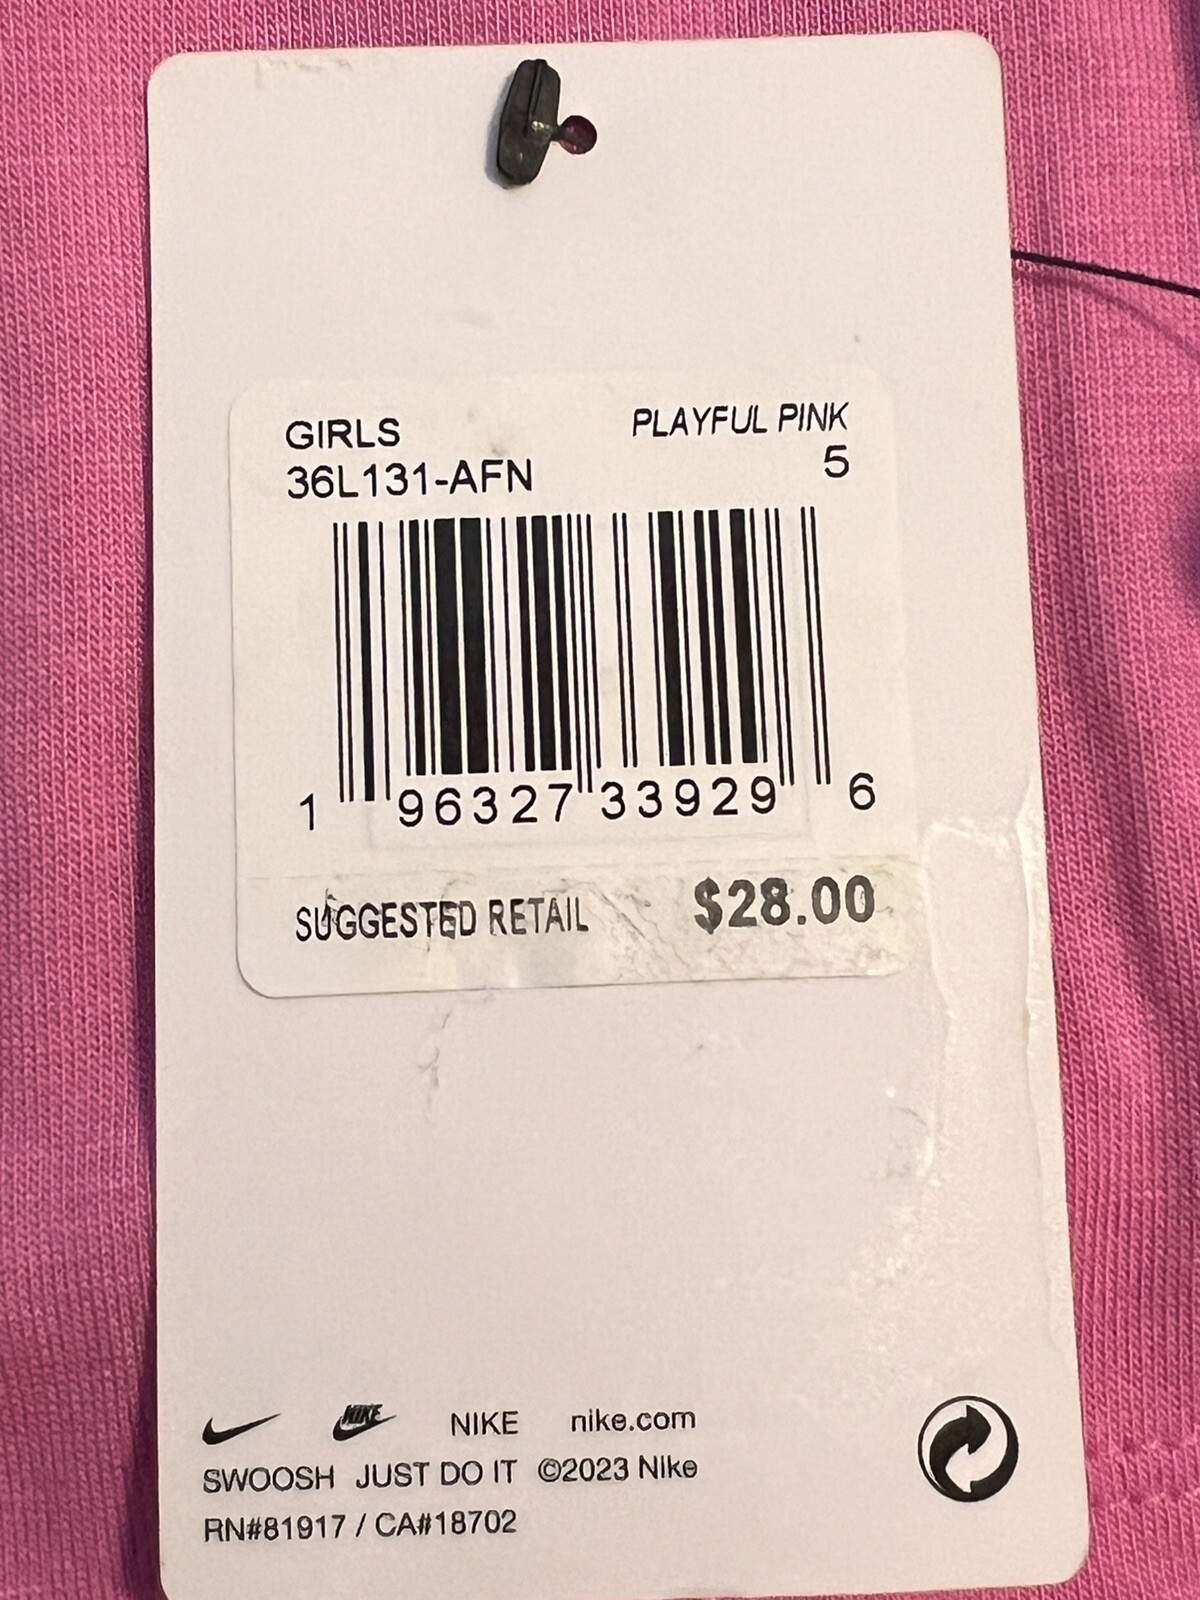 GIRLS PLAYFUL PINK
36L131-AFN 5
1 96327 33929 6
SUGGESTED RETAIL $28.00
NIKE NIKE nike.com
SWOOSH JUST DO IT ©2023 Nike
RN#81917 / CA#18702